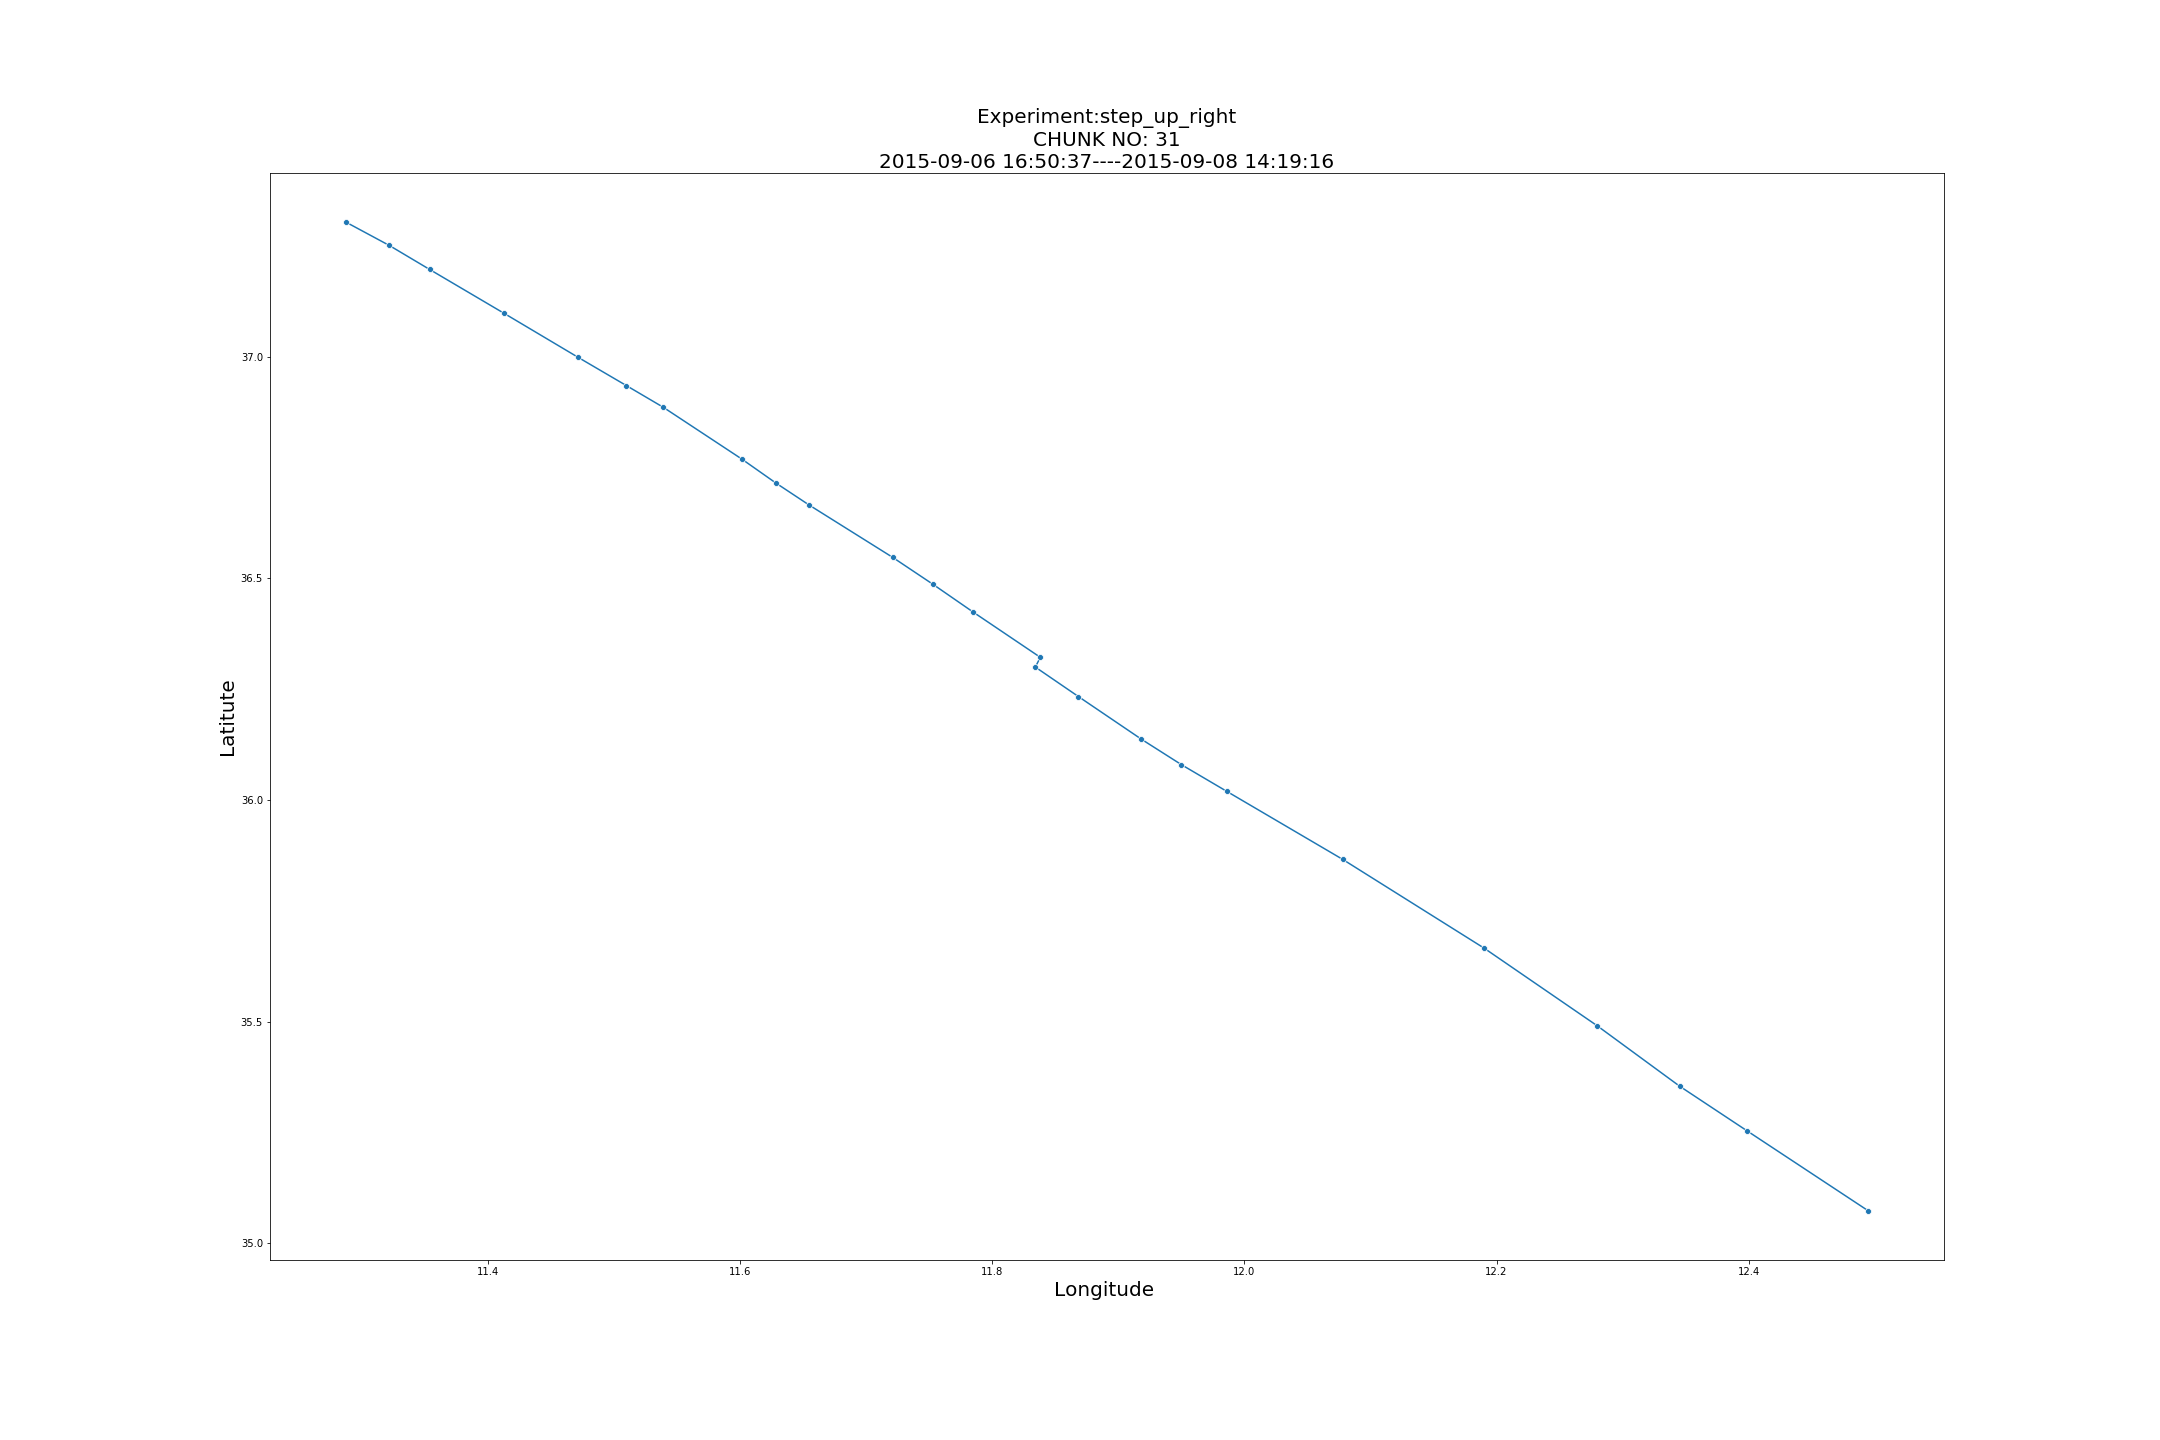 Experiment:step_up_right
CHUNK NO: 31
2015-09-06 16:50:37----2015-09-08 14:19:16
Latitute
37.0
36.5
36.0
35.5
35.0
11.4
11.6
11.8
12.0
12.2
12.4
Longitude